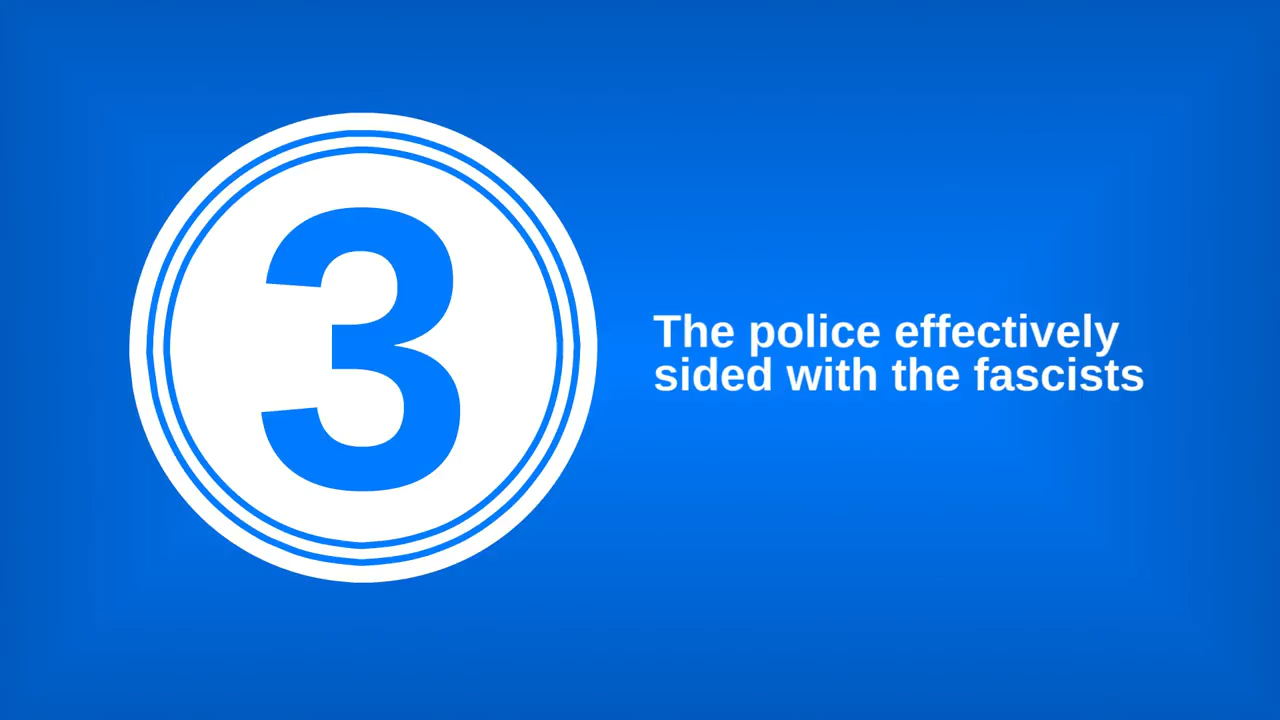 3
The police effectively
sided with the fascists